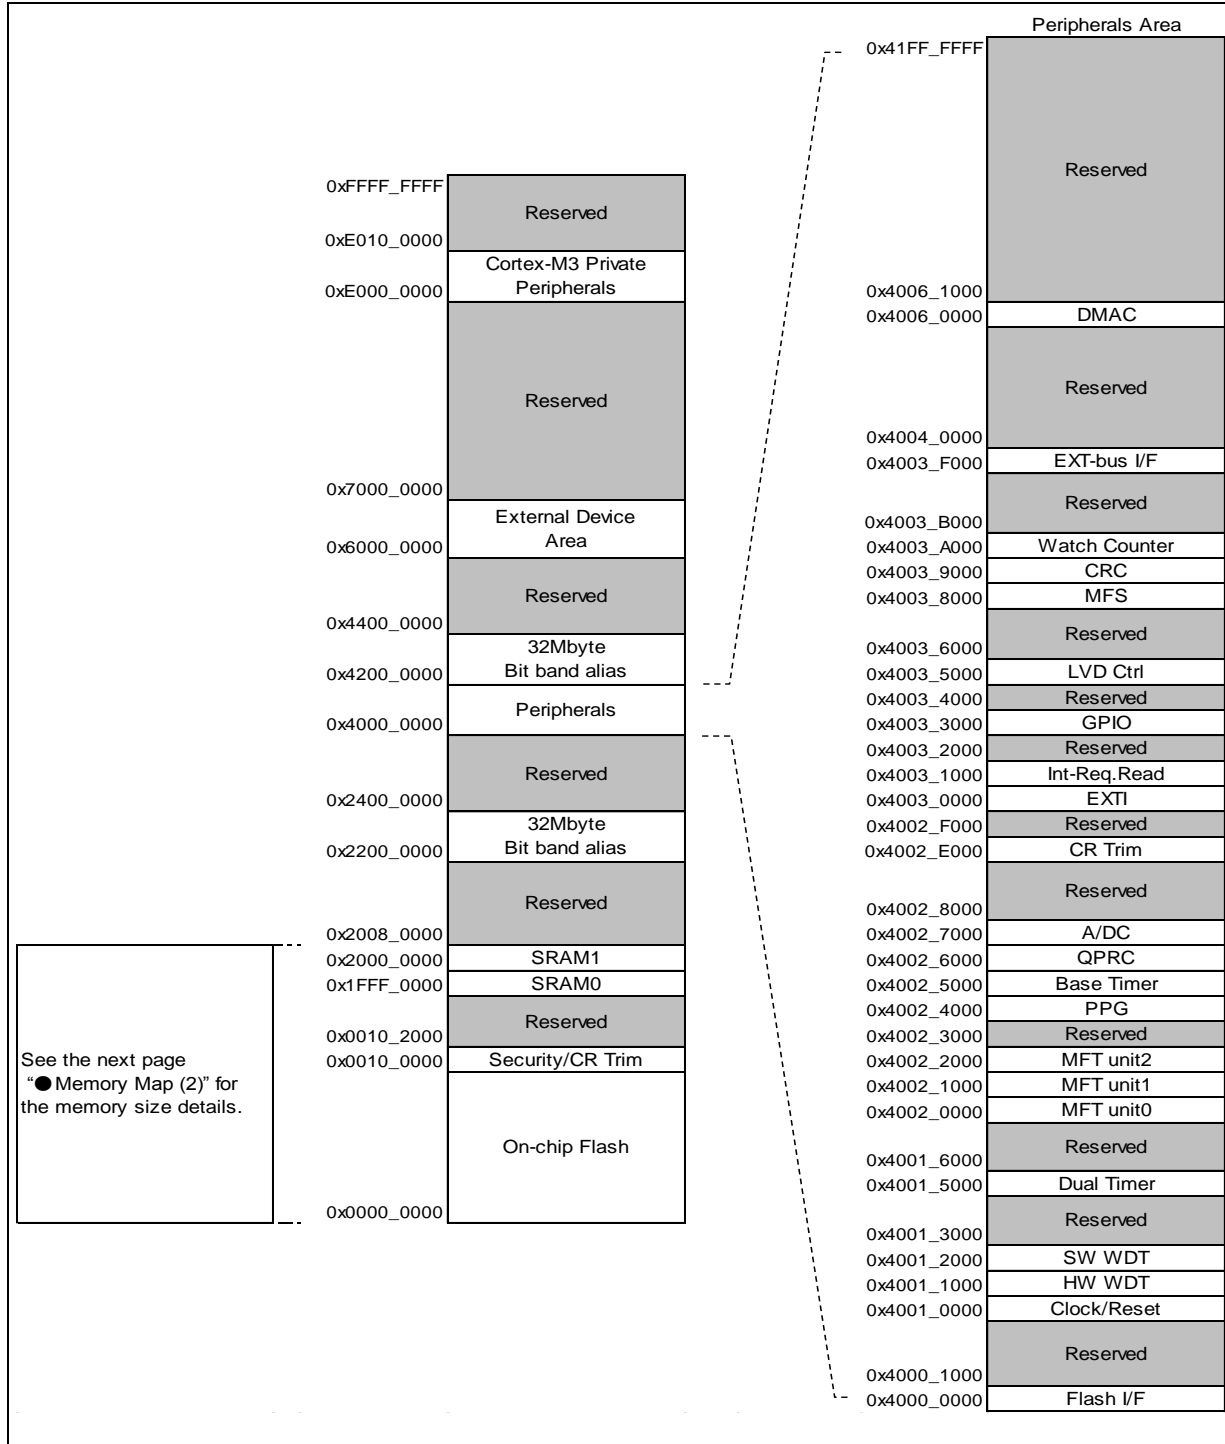 Peripherals Area
0x41FF_FFFF
Reserved
0x4006_1000
0x4006_0000 DMAC
Reserved
0x4004_0000
0x4003_F000 EXT-bus I/F
Reserved
0x4003_B000
0x4003_A000 Watch Counter
0x4003_9000 CRC
0x4003_8000 MFS
Reserved
0x4003_6000
0x4003_5000 LVD Ctrl
0x4003_4000 Reserved
0x4003_3000 GPIO
0x4003_2000 Reserved
0x4003_1000 Int-Req.Read
0x4003_0000 EXTI
0x4002_F000 Reserved
0x4002_E000 CR Trim
Reserved
0x4002_8000
0x4002_7000 A/DC
0x4002_6000 QPRC
0x4002_5000 Base Timer
0x4002_4000 PPG
0x4002_3000 Reserved
0x4002_2000 MFT unit2
0x4002_1000 MFT unit1
0x4002_0000 MFT unit0
Reserved
0x4001_6000
0x4001_5000 Dual Timer
Reserved
0x4001_3000
0x4001_2000 SW WDT
0x4001_1000 HW WDT
0x4001_0000 Clock/Reset
Reserved
0x4000_1000
0x4000_0000 Flash I/F
0xFFFF_FFFF
Reserved
0xE010_0000
Cortex-M3 Private
0xE000_0000 Peripherals
Reserved
0x7000_0000
External Device
0x6000_0000 Area
Reserved
0x4400_0000
32Mbyte
0x4200_0000 Bit band alias
Peripherals
0x4000_0000
Reserved
0x2400_0000
32Mbyte
0x2200_0000 Bit band alias
Reserved
0x2008_0000
0x2000_0000 SRAM1
0x1FFF_0000 SRAM0
Reserved
0x0010_2000
0x0010_0000 Security/CR Trim
On-chip Flash
0x0000_0000
See the next page
“●Memory Map (2)” for
the memory size details.